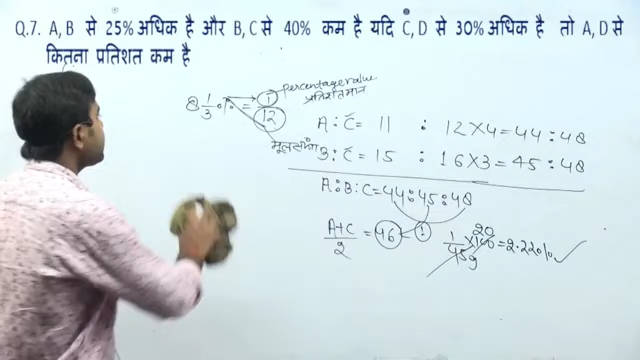 Q.7. A, B से 25% अधिक है और B, C से 40% कम है यदि C, D से 30% अधिक है तो A, D से
कितना प्रतिशत कम है
8 1/3 % = 1/12
percentage value
प्रतिशतमान
मूलसंख्या
A : C = 11 : 12 X 4 = 44 : 48
B : C = 15 : 16 X 3 = 45 : 48
A : B : C = 44 : 45 : 48
A+C/2 = 46 1
1/45 X 100 = 2.22%
20
9